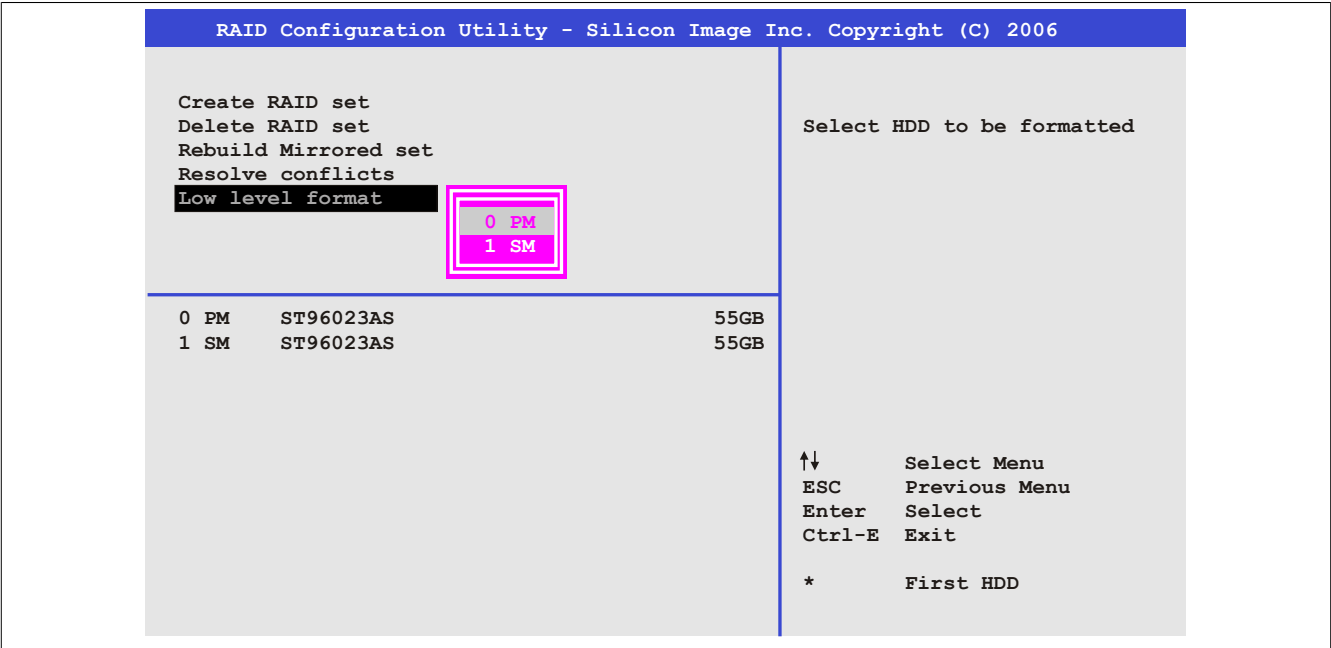 RAID Configuration Utility - Silicon Image Inc. Copyright (C) 2006
Create RAID set
Delete RAID set
Rebuild Mirrored set
Resolve conflicts
Low level format
0 PM
1 SM
Select HDD to be formatted
0 PM ST96023AS 55GB
1 SM ST96023AS 55GB
↑↓ Select Menu
ESC Previous Menu
Enter Select
Ctrl-E Exit
* First HDD